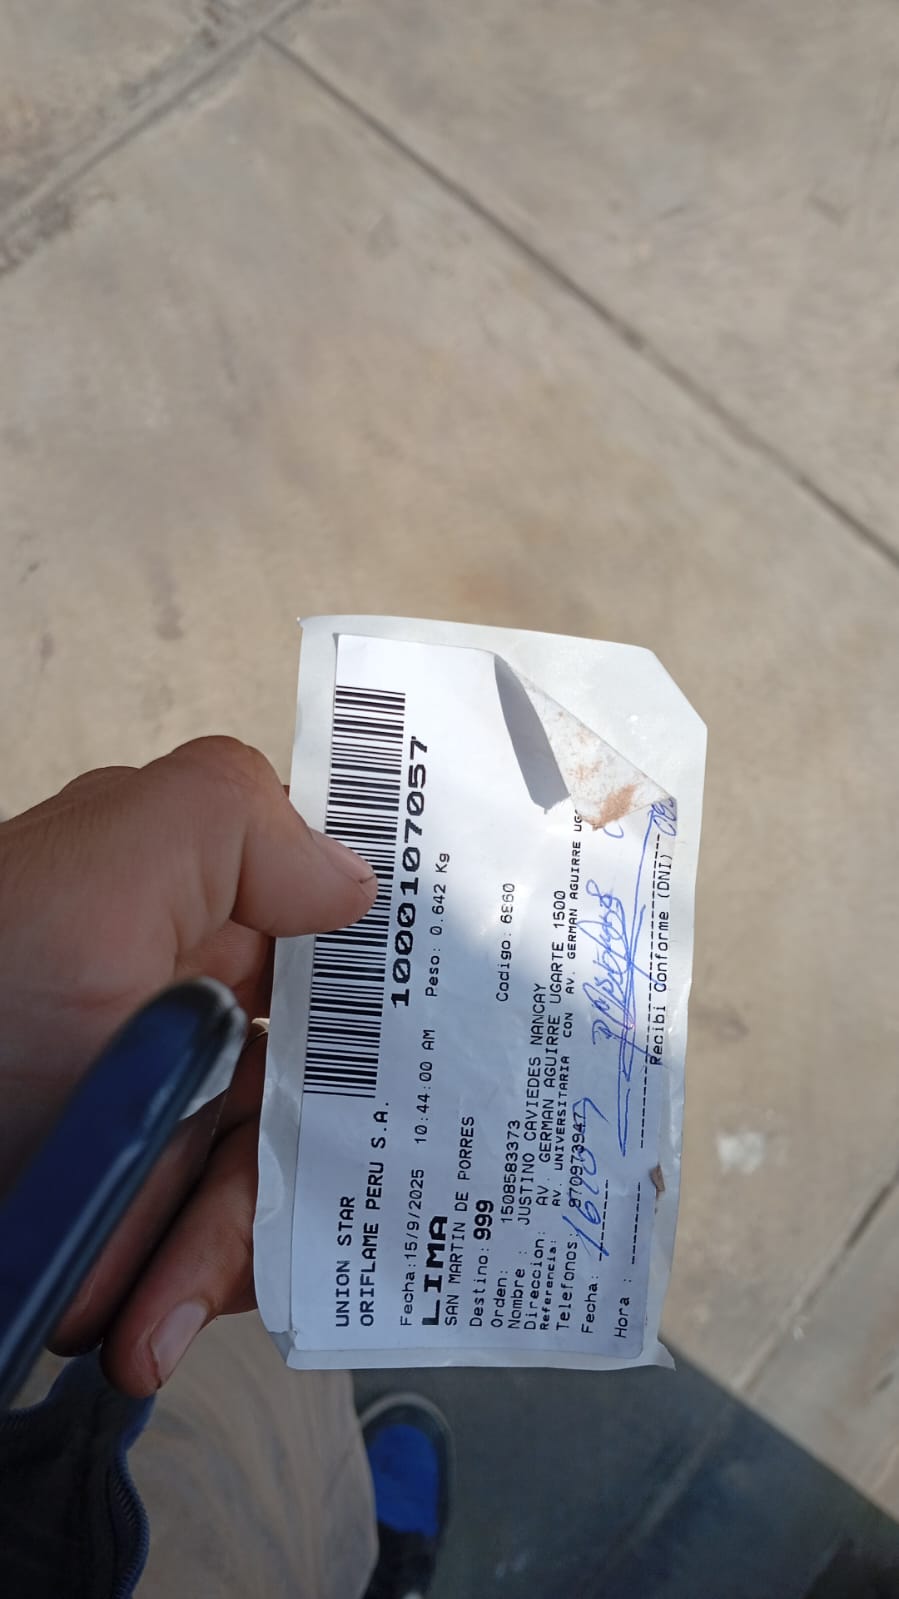 UNION STAR
ORIFLAME PERU S.A.
1000107057
Fecha:15/9/2025 10:44:00 AM Peso: 0.642 Kg
LIMA
SAN MARTIN DE PORRES
Destino: 999
Orden: 1508583373 Codigo: 6960
Nombre : JUSTINO CAVIEDES NANCAY
Direccion: AV. GERMAN AGUIRRE UGARTE 1500
Referencia: AV. UNIVERSITARIA CON AV. GERMAN AGUIRRE
Telefonos: 970973947
Fecha:
Hora :
Recibi Conforme (DNI)